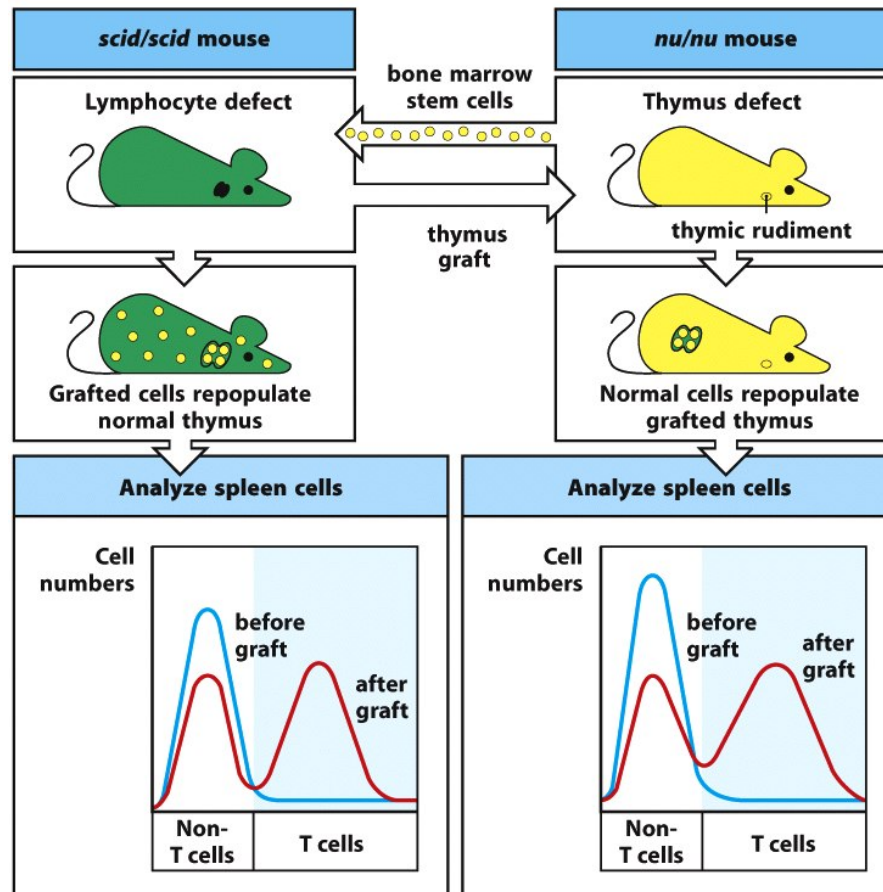 scid/scid mouse
nu/nu mouse
bone marrow
stem cells
Lymphocyte defect
Thymus defect
thymus
graft
thymic rudiment
Grafted cells repopulate
normal thymus
Normal cells repopulate
grafted thymus
Analyze spleen cells
Cell
numbers
before
graft
after
graft
Non-
T cells
T cells
Analyze spleen cells
Cell
numbers
before
graft
after
graft
Non-
T cells
T cells